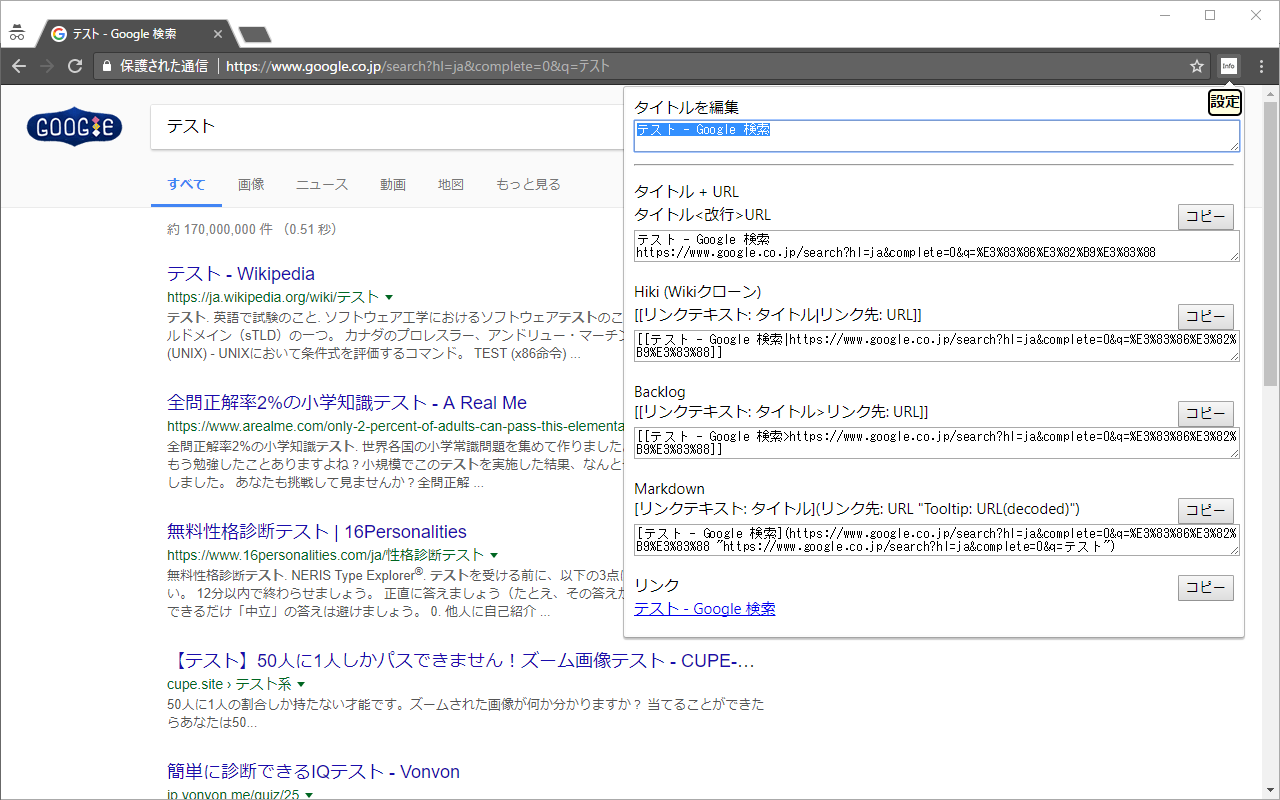 テスト - Google 検索
保護された通信
https://www.google.co.jp/search?hl=ja&complete=0&q=テスト
Info
GOOGLE
テスト
すべて
画像
ニュース
動画
地図
もっと見る
約 170,000,000 件 (0.51 秒)
テスト - Wikipedia
https://ja.wikipedia.org/wiki/テスト
テスト. 英語で試験のこと. ソフトウェア工学におけるソフトウェアテストのこ
ルドメイン（sTLD）の一つ。 カナダのプロレスラー、アンドリュー・マーチン
(UNIX) - UNIXにおいて条件式を評価するコマンド。 TEST (x86命令) ...
全問正解率2%の小学知識テスト - A Real Me
https://www.arealme.com/only-2-percent-of-adults-can-pass-this-elementa
全問正解率2%の小学知識テスト. 世界各国の小学常識問題を集めて作りました。
もう勉強したことありますよね？小規模でこのテストを実施した結果、なんと
しました。 あなたも挑戦して見ませんか？全問正解 ...
無料性格診断テスト | 16Personalities
https://www.16personalities.com/ja/性格診断テスト
無料性格診断テスト. NERIS Type Explorer®. テストを受ける前に、以下の3点
い。 12分以内で終わらせましょう。 正直に答えましょう（たとえ、その答えが
できるだけ「中立」の答えは避けましょう。 0. 他人に自己紹介 ...
【テスト】50人に1人しかパスできません！ズーム画像テスト - CUPE-...
cupe.site › テスト系
50人に1人の割合しか持たない才能です。ズームされた画像が何か分かりますか？ 当てることができた
らあなたは50...
簡単に診断できるIQテスト - Vonvon
jp.vonvon.me/quiz/25
設定
タイトルを編集
テスト - Google 検索
タイトル + URL
タイトル<改行>URL
コピー
テスト - Google 検索
https://www.google.co.jp/search?hl=ja&complete=0&q=%E3%83%86%E3%82%B9%E3%83%88
Hiki (Wikiクローン)
[[リンクテキスト: タイトル|リンク先: URL]]
コピー
[[テスト - Google 検索|https://www.google.co.jp/search?hl=ja&complete=0&q=%E3%83%86%E3%82%
B9%E3%83%88]]
Backlog
[[リンクテキスト: タイトル>リンク先: URL]]
コピー
[[テスト - Google 検索>https://www.google.co.jp/search?hl=ja&complete=0&q=%E3%83%86%E3%82%
B9%E3%83%88]]
Markdown
[リンクテキスト: タイトル](リンク先: URL "Tooltip: URL(decoded)")
コピー
[テスト - Google 検索](https://www.google.co.jp/search?hl=ja&complete=0&q=%E3%83%86%E3%82%
B9%E3%83%88 "https://www.google.co.jp/search?hl=ja&complete=0&q=テスト")
リンク
コピー
テスト - Google 検索